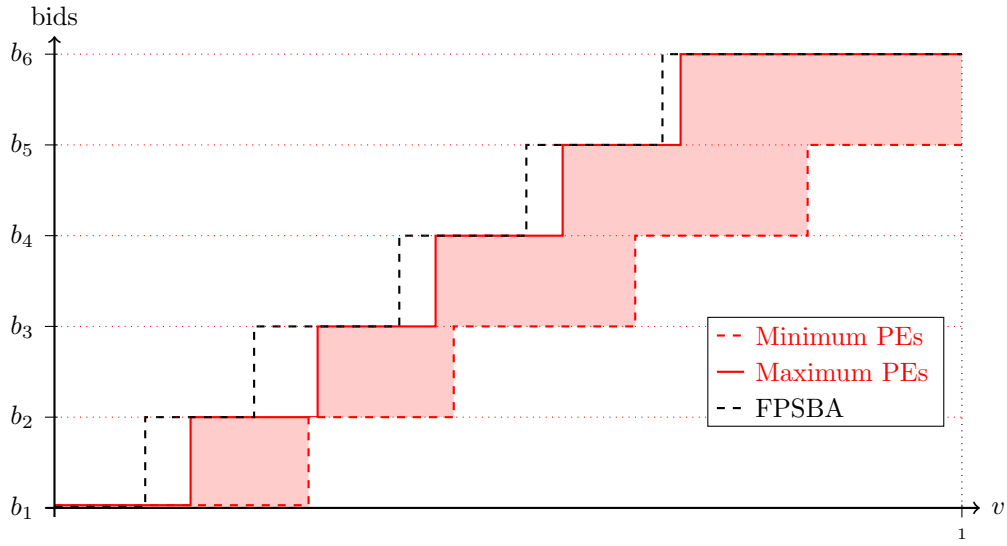 bids
b₆
b₅
b₄
b₃
b₂
b₁
Minimum PEs
Maximum PEs
FPSBA
v
1